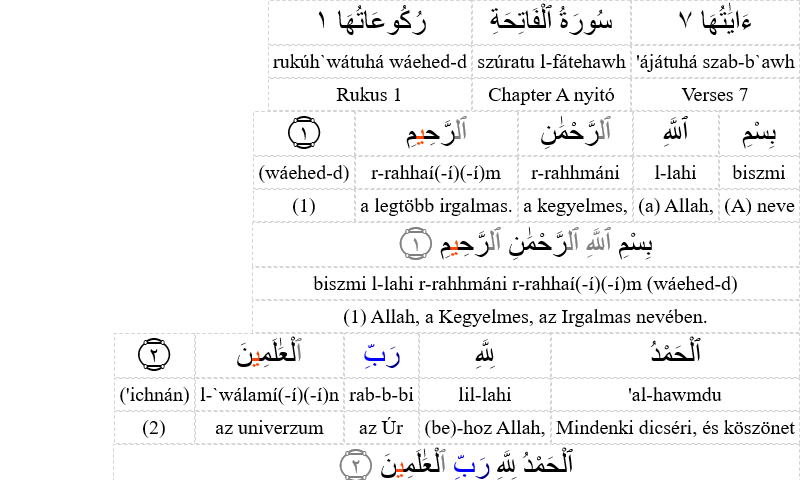 ءَايَٰتُهَا ٧ سُورَةُ ٱلْفَاتِحَةِ رُكُوعَاتُهَا ١
'ájátuhá szab-b`awh szúratu l-fátehawh rukúh`wátuhá wáehed-d
Verses 7 Chapter A nyitó Rukus 1
بِسْمِ ٱللَّهِ ٱلرَّحْمَٰنِ ٱلرَّحِيمِ ١
biszmi l-lahi r-rahhmáni r-rahhaí(-í)(-í)m (wáehed-d)
(A) neve (a) Allah, a kegyelmes, a legtöbb irgalmas. (1)
بِسْمِ ٱللَّهِ ٱلرَّحْمَٰنِ ٱلرَّحِيمِ ١
biszmi l-lahi r-rahhmáni r-rahhaí(-í)(-í)m (wáehed-d)
(1) Allah, a Kegyelmes, az Irgalmas nevében.
ٱلْحَمْدُ لِلَّهِ رَبِّ ٱلْعَٰلَمِينَ ٢
'al-hawmdu lil-lahi rab-b-bi l-`wálamí(-í)(-í)n ('ichnán)
Mindenki dicséri, és köszönet (be)-hoz Allah, az Úr az univerzum (2)
ٱلْحَمْدُ لِلَّهِ رَبِّ ٱلْعَٰلَمِينَ ٢